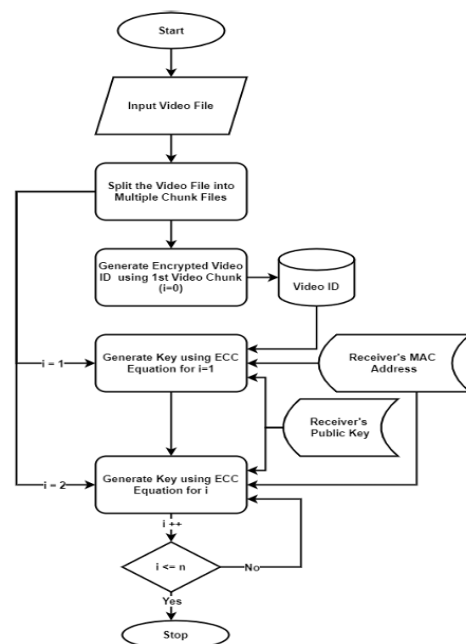 Start
Input Video File
Split the Video File into
Multiple Chunk Files
Generate Encrypted Video
ID using 1st Video Chunk
(i=0)
Video ID
i = 1
Generate Key using ECC
Equation for i=1
Receiver's MAC
Address
Receiver's
Public Key
i = 2
Generate Key using ECC
Equation for i
i ++
i <= n
No
Yes
Stop